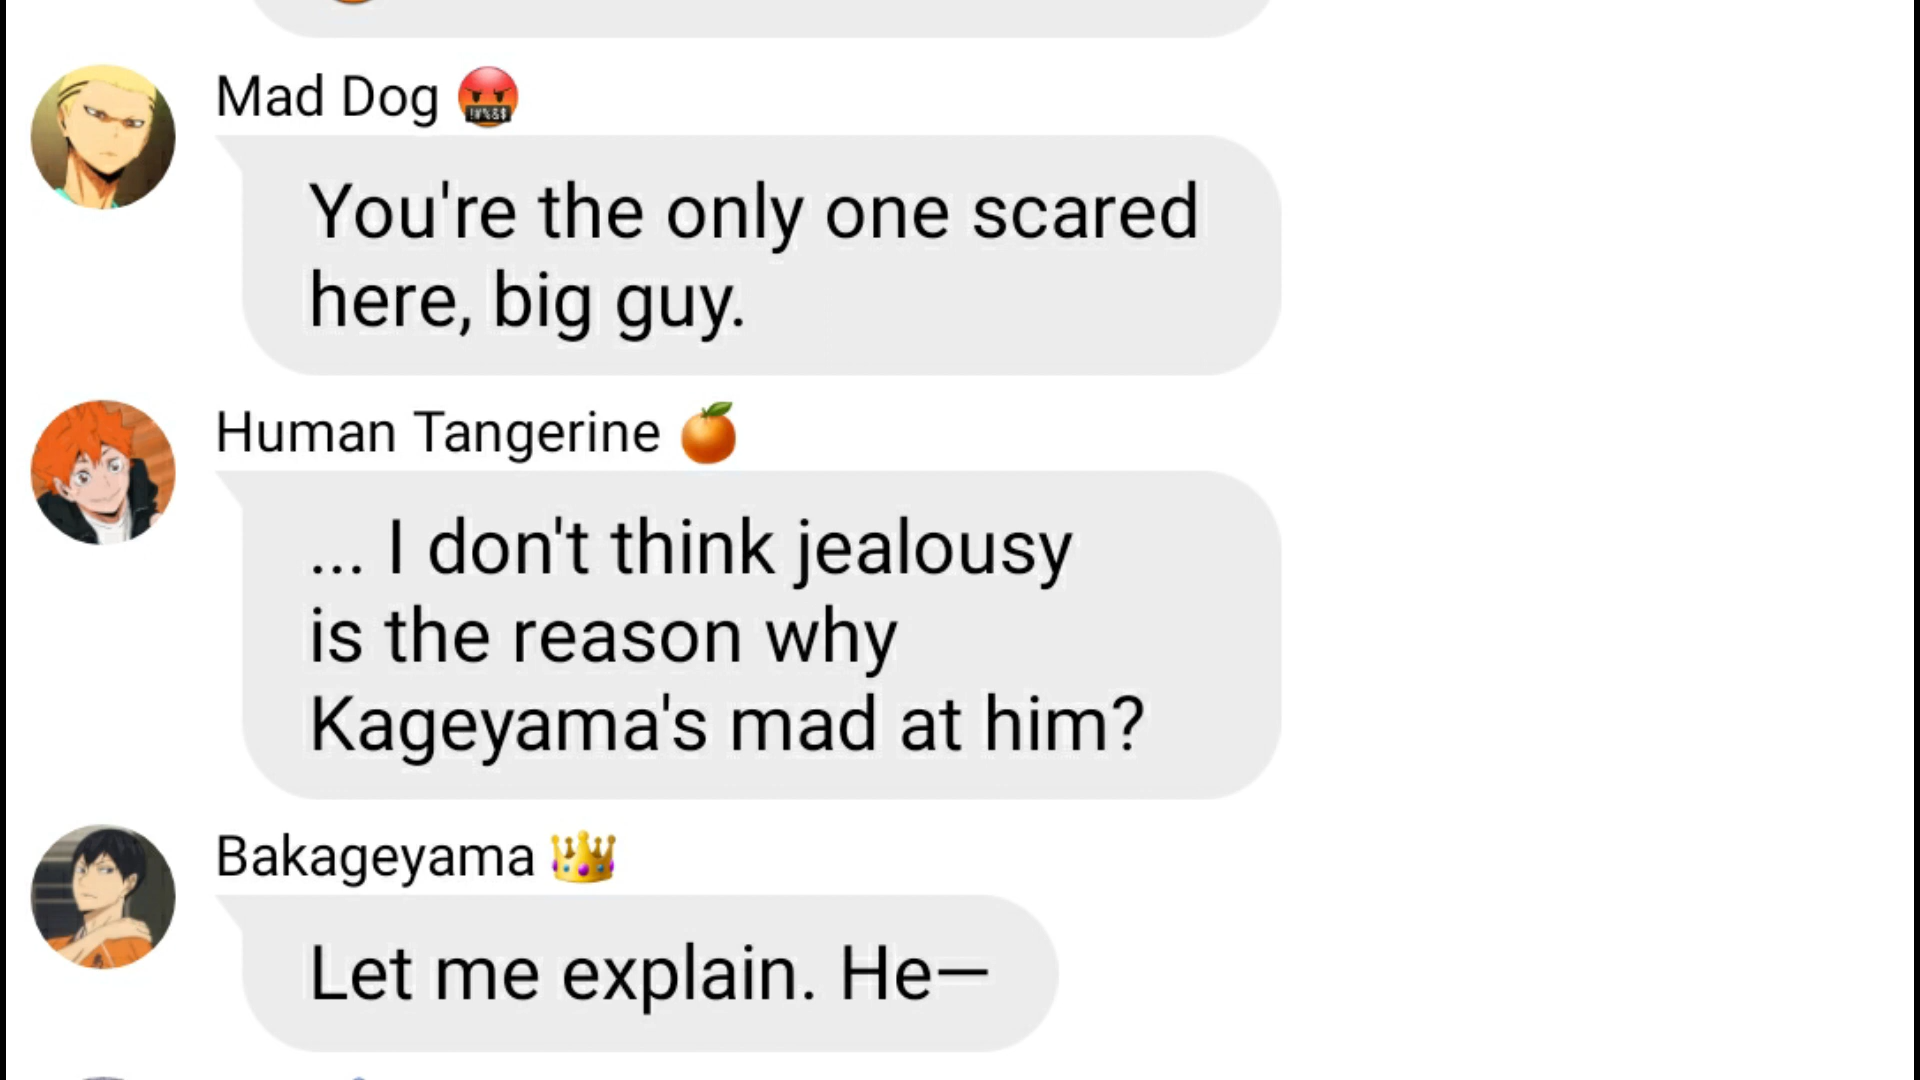 Mad Dog 🤬
You're the only one scared
here, big guy.
Human Tangerine 🍊
... I don't think jealousy
is the reason why
Kageyama's mad at him?
Bakageyama 👑
Let me explain. He—